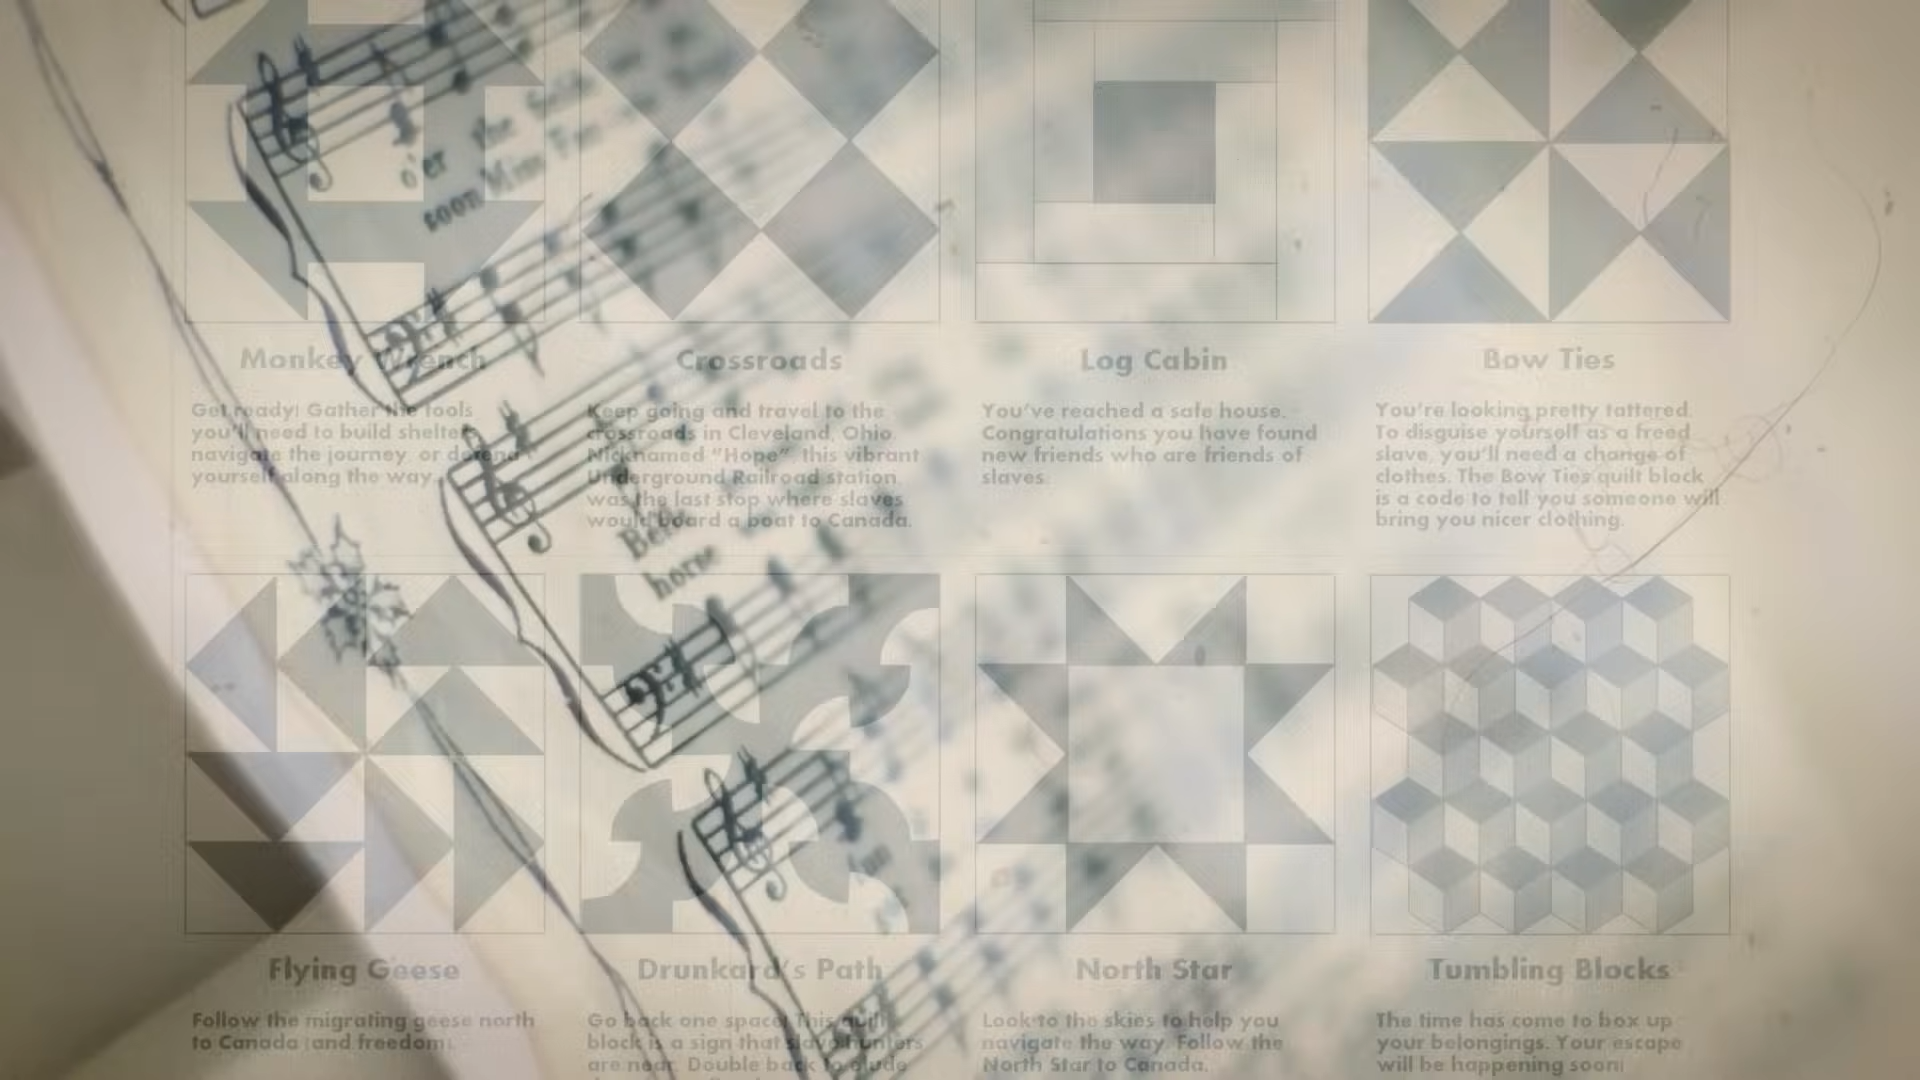 o'er the
soon Miss Fan
Monkey Wrench
Get ready! Gather the tools
you'll need to build shelter,
navigate the journey, or defend
yourself along the way.
Crossroads
Keep going and travel to the
crossroads in Cleveland, Ohio.
Nicknamed "Hope", this vibrant
Underground Railroad station
was the last stop where slaves
would board a boat to Canada.
Log Cabin
You've reached a safe house.
Congratulations you have found
new friends who are friends of
slaves.
Bow Ties
You're looking pretty tattered.
To disguise yourself as a freed
slave, you'll need a change of
clothes. The Bow Ties quilt block
is a code to tell you someone will
bring you nicer clothing.
horse
Flying Geese
Follow the migrating geese north
to Canada (and freedom).
Drunkard's Path
Go back one space! This quilt
block is a sign that slave hunters
are near. Double back to elude
North Star
Look to the skies to help you
navigate the way. Follow the
North Star to Canada.
Tumbling Blocks
The time has come to box up
your belongings. Your escape
will be happening soon!